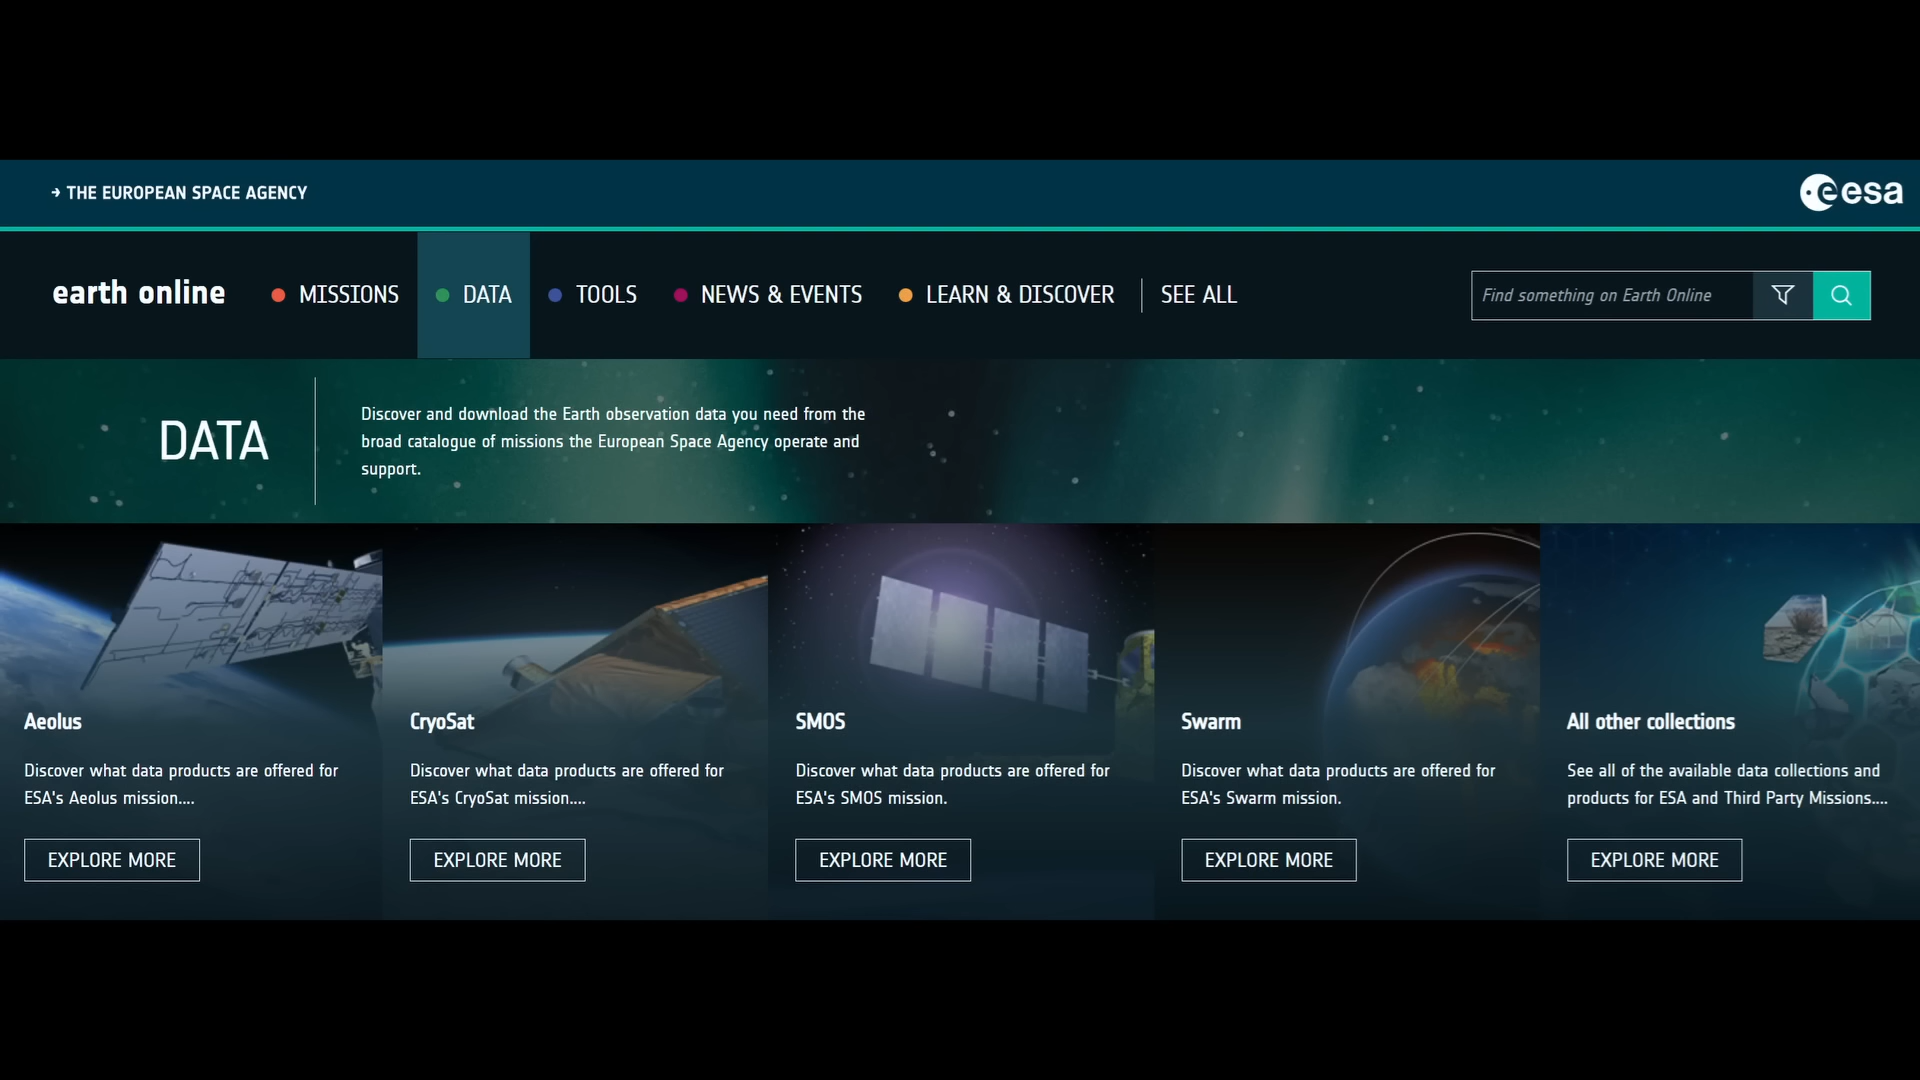 → THE EUROPEAN SPACE AGENCY
esa
earth online
MISSIONS
DATA
TOOLS
NEWS & EVENTS
LEARN & DISCOVER
SEE ALL
Find something on Earth Online
DATA
Discover and download the Earth observation data you need from the
broad catalogue of missions the European Space Agency operate and
support.
Aeolus
Discover what data products are offered for
ESA's Aeolus mission....
EXPLORE MORE
CryoSat
Discover what data products are offered for
ESA's CryoSat mission....
EXPLORE MORE
SMOS
Discover what data products are offered for
ESA's SMOS mission.
EXPLORE MORE
Swarm
Discover what data products are offered for
ESA's Swarm mission.
EXPLORE MORE
All other collections
See all of the available data collections and
products for ESA and Third Party Missions....
EXPLORE MORE